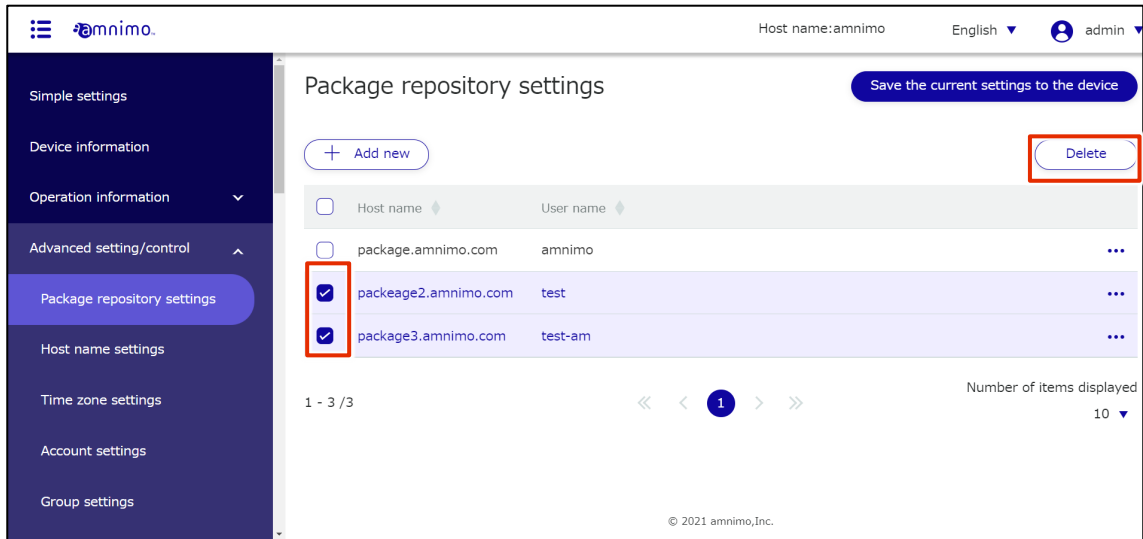 amnimo
Host name:amnimo
English
admin
Simple settings
Device information
Operation information
Advanced setting/control
Package repository settings
Host name settings
Time zone settings
Account settings
Group settings
Package repository settings
Save the current settings to the device
+ Add new
Delete
Host name User name
package.amnimo.com amnimo
packeage2.amnimo.com test
package3.amnimo.com test-am
1 - 3 /3
1
Number of items displayed
10
© 2021 amnimo,Inc.